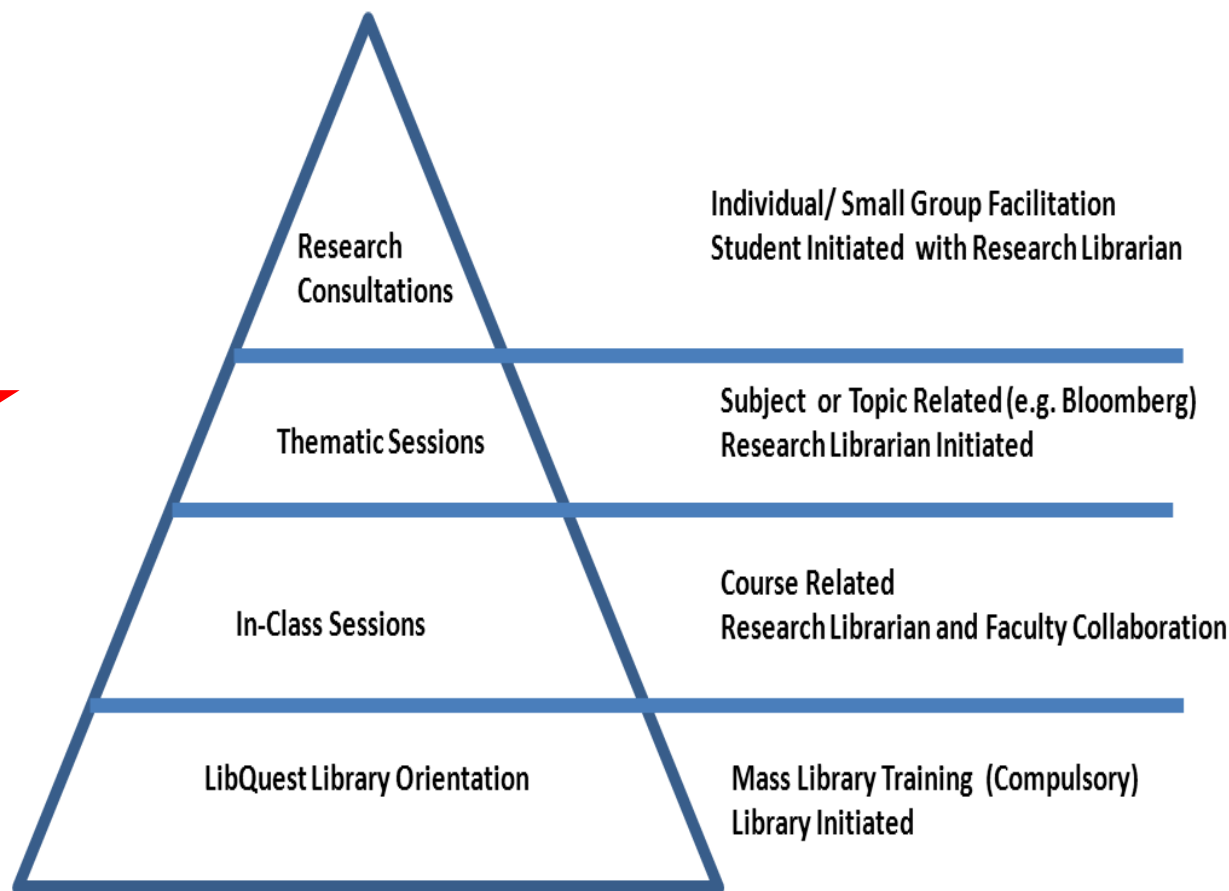 Research
Consultations
Individual/ Small Group Facilitation
Student Initiated with Research Librarian
Thematic Sessions
Subject or Topic Related (e.g. Bloomberg)
Research Librarian Initiated
In-Class Sessions
Course Related
Research Librarian and Faculty Collaboration
LibQuest Library Orientation
Mass Library Training (Compulsory)
Library Initiated